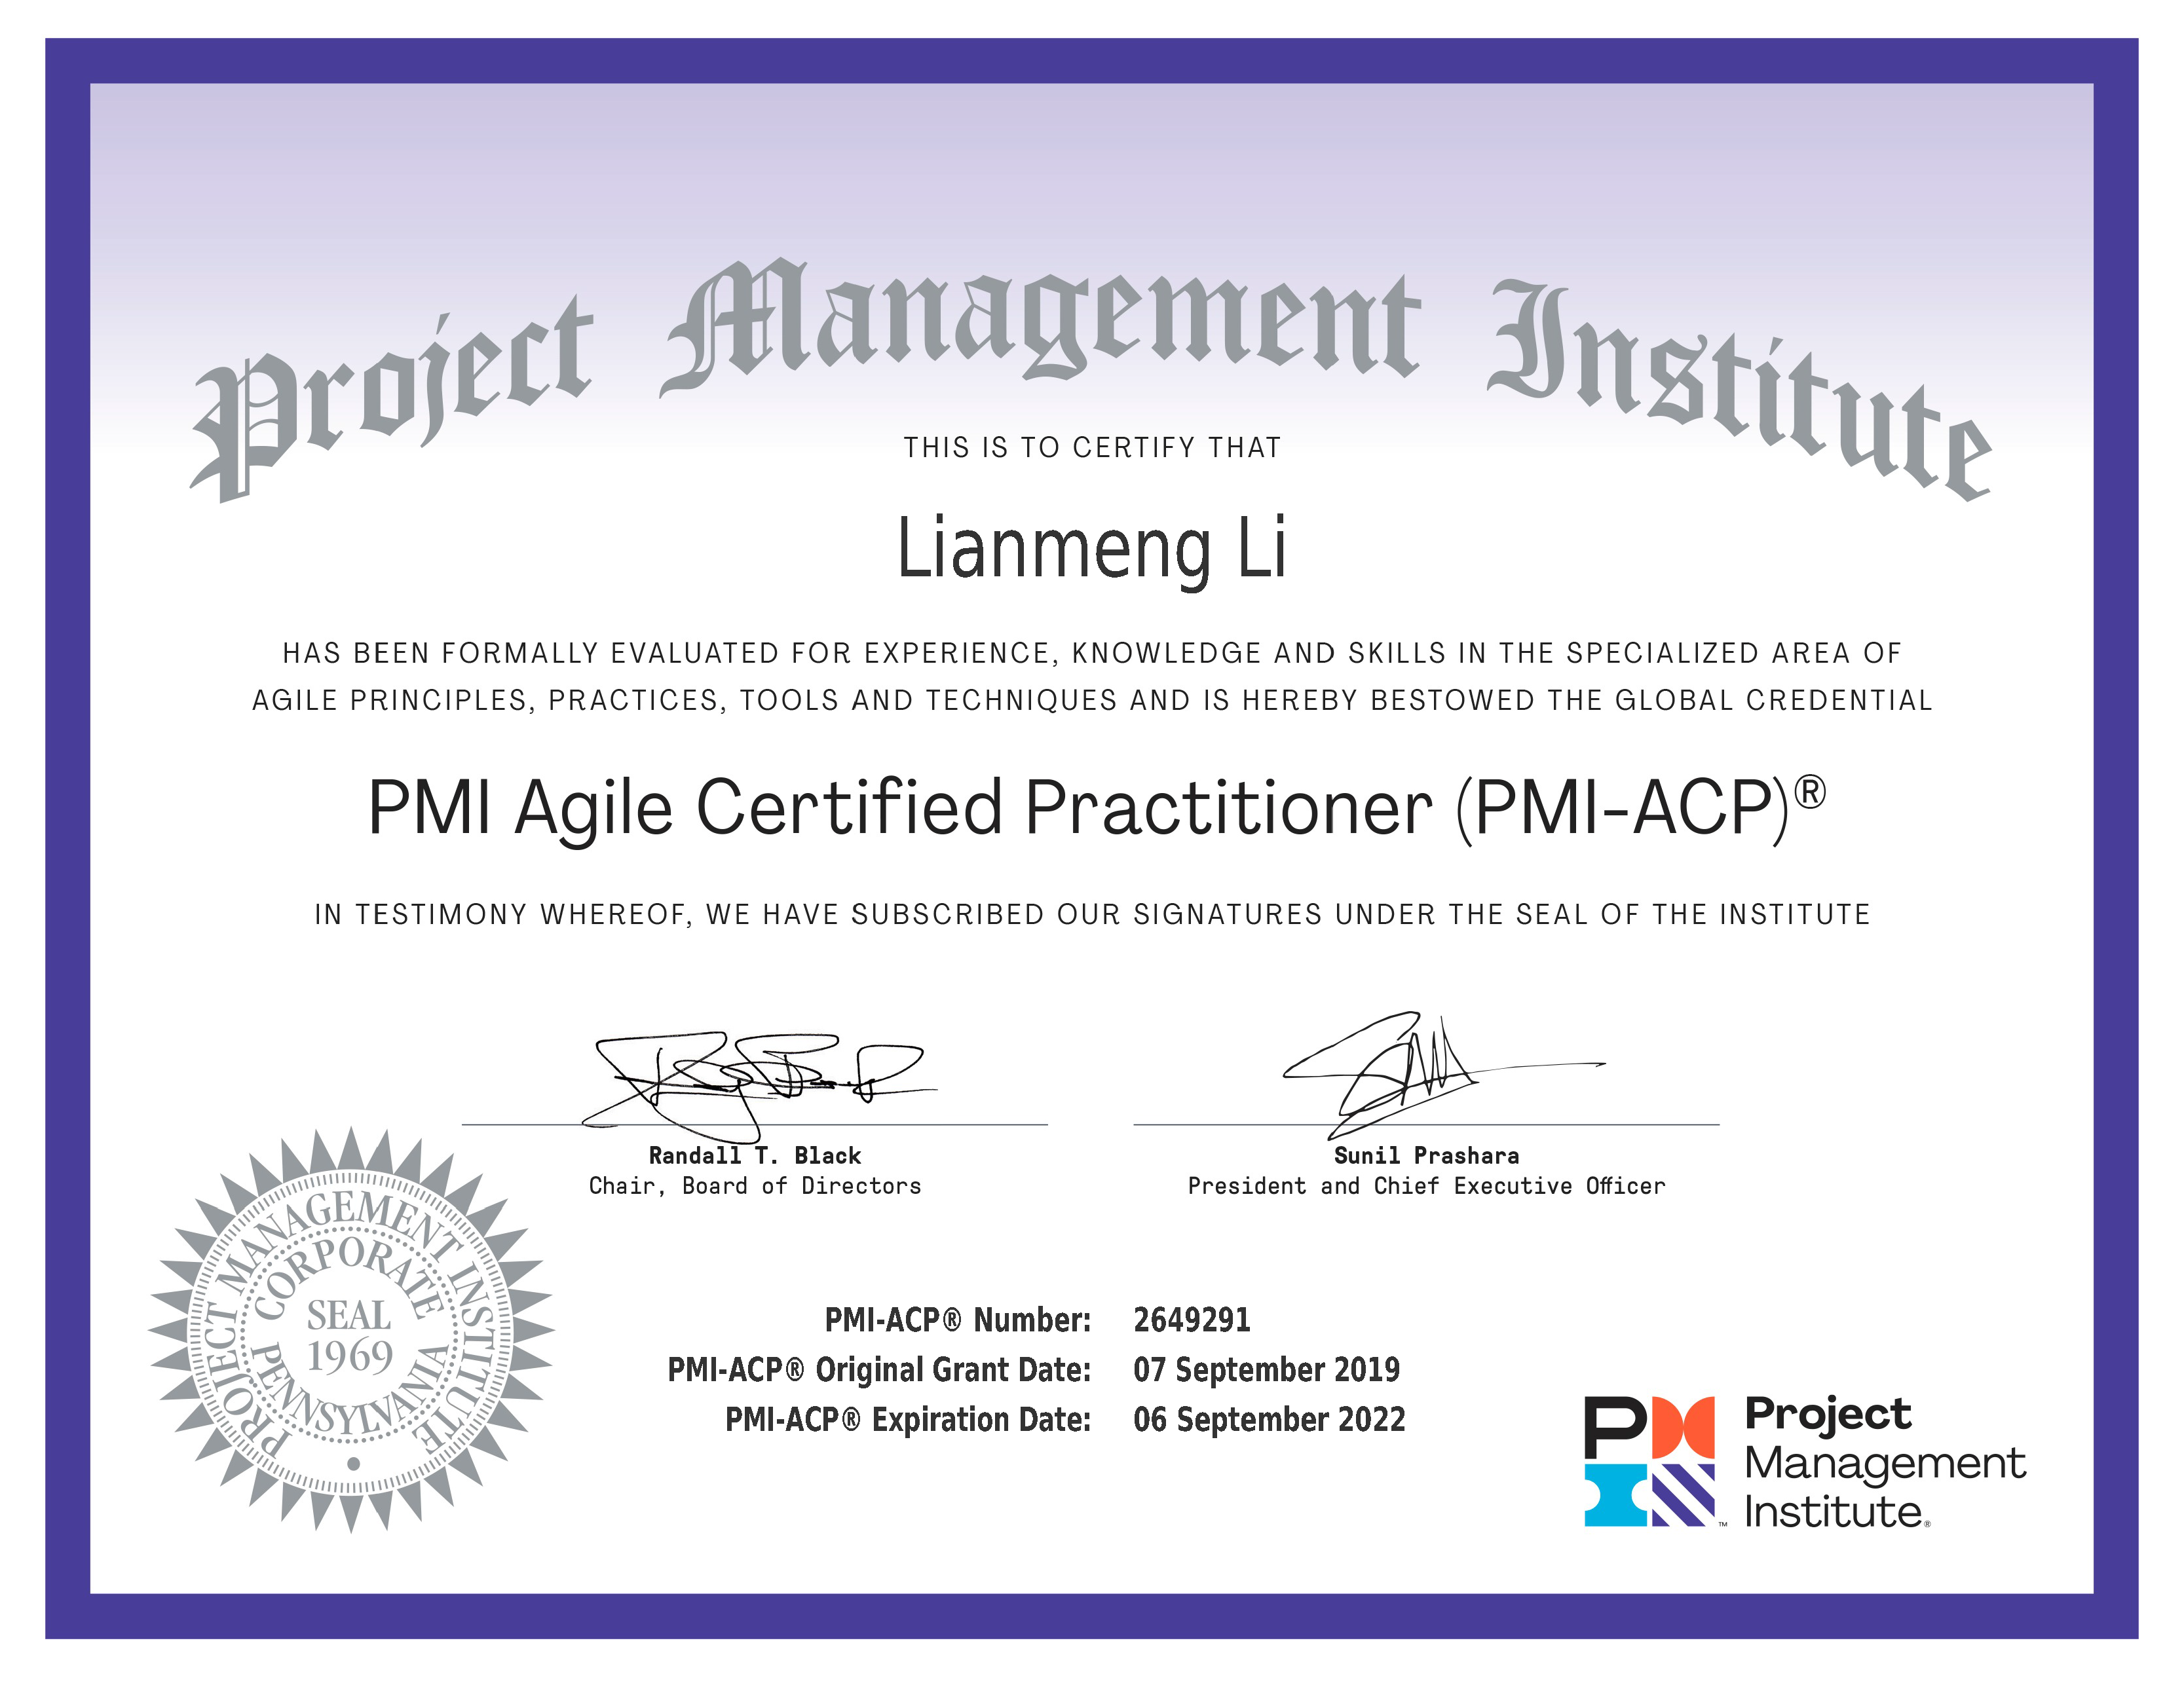 Project Management Institute
THIS IS TO CERTIFY THAT
Lianmeng Li
HAS BEEN FORMALLY EVALUATED FOR EXPERIENCE, KNOWLEDGE AND SKILLS IN THE SPECIALIZED AREA OF
AGILE PRINCIPLES, PRACTICES, TOOLS AND TECHNIQUES AND IS HEREBY BESTOWED THE GLOBAL CREDENTIAL
PMI Agile Certified Practitioner (PMI-ACP)®
IN TESTIMONY WHEREOF, WE HAVE SUBSCRIBED OUR SIGNATURES UNDER THE SEAL OF THE INSTITUTE
Randall T. Black
Chair, Board of Directors
Sunil Prashara
President and Chief Executive Officer
PROJECT MANAGEMENT INSTITUTE
CORPORATE
SEAL
1969
PENNSYLVANIA
PMI-ACP® Number: 2649291
PMI-ACP® Original Grant Date: 07 September 2019
PMI-ACP® Expiration Date: 06 September 2022
Project
Management
Institute®
™